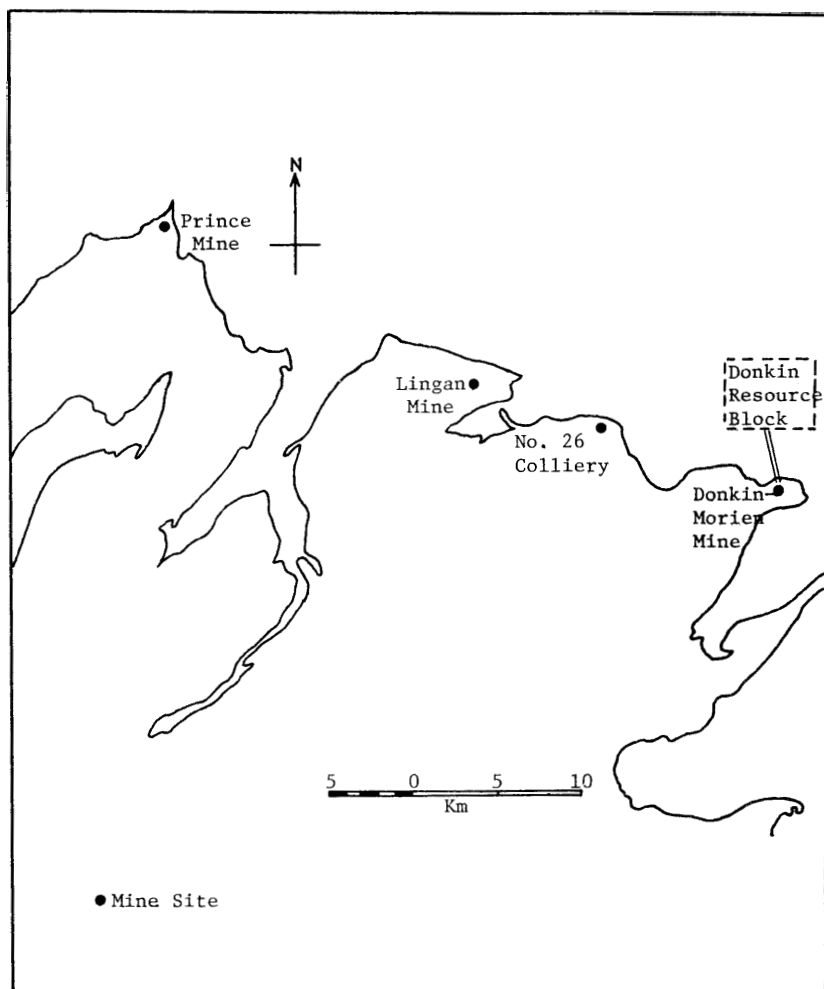 N
Prince
Mine
Lingan
Mine
No. 26
Colliery
Donkin
Resource
Block
Donkin
Morien
Mine
5 0 5 10
Km
Mine Site